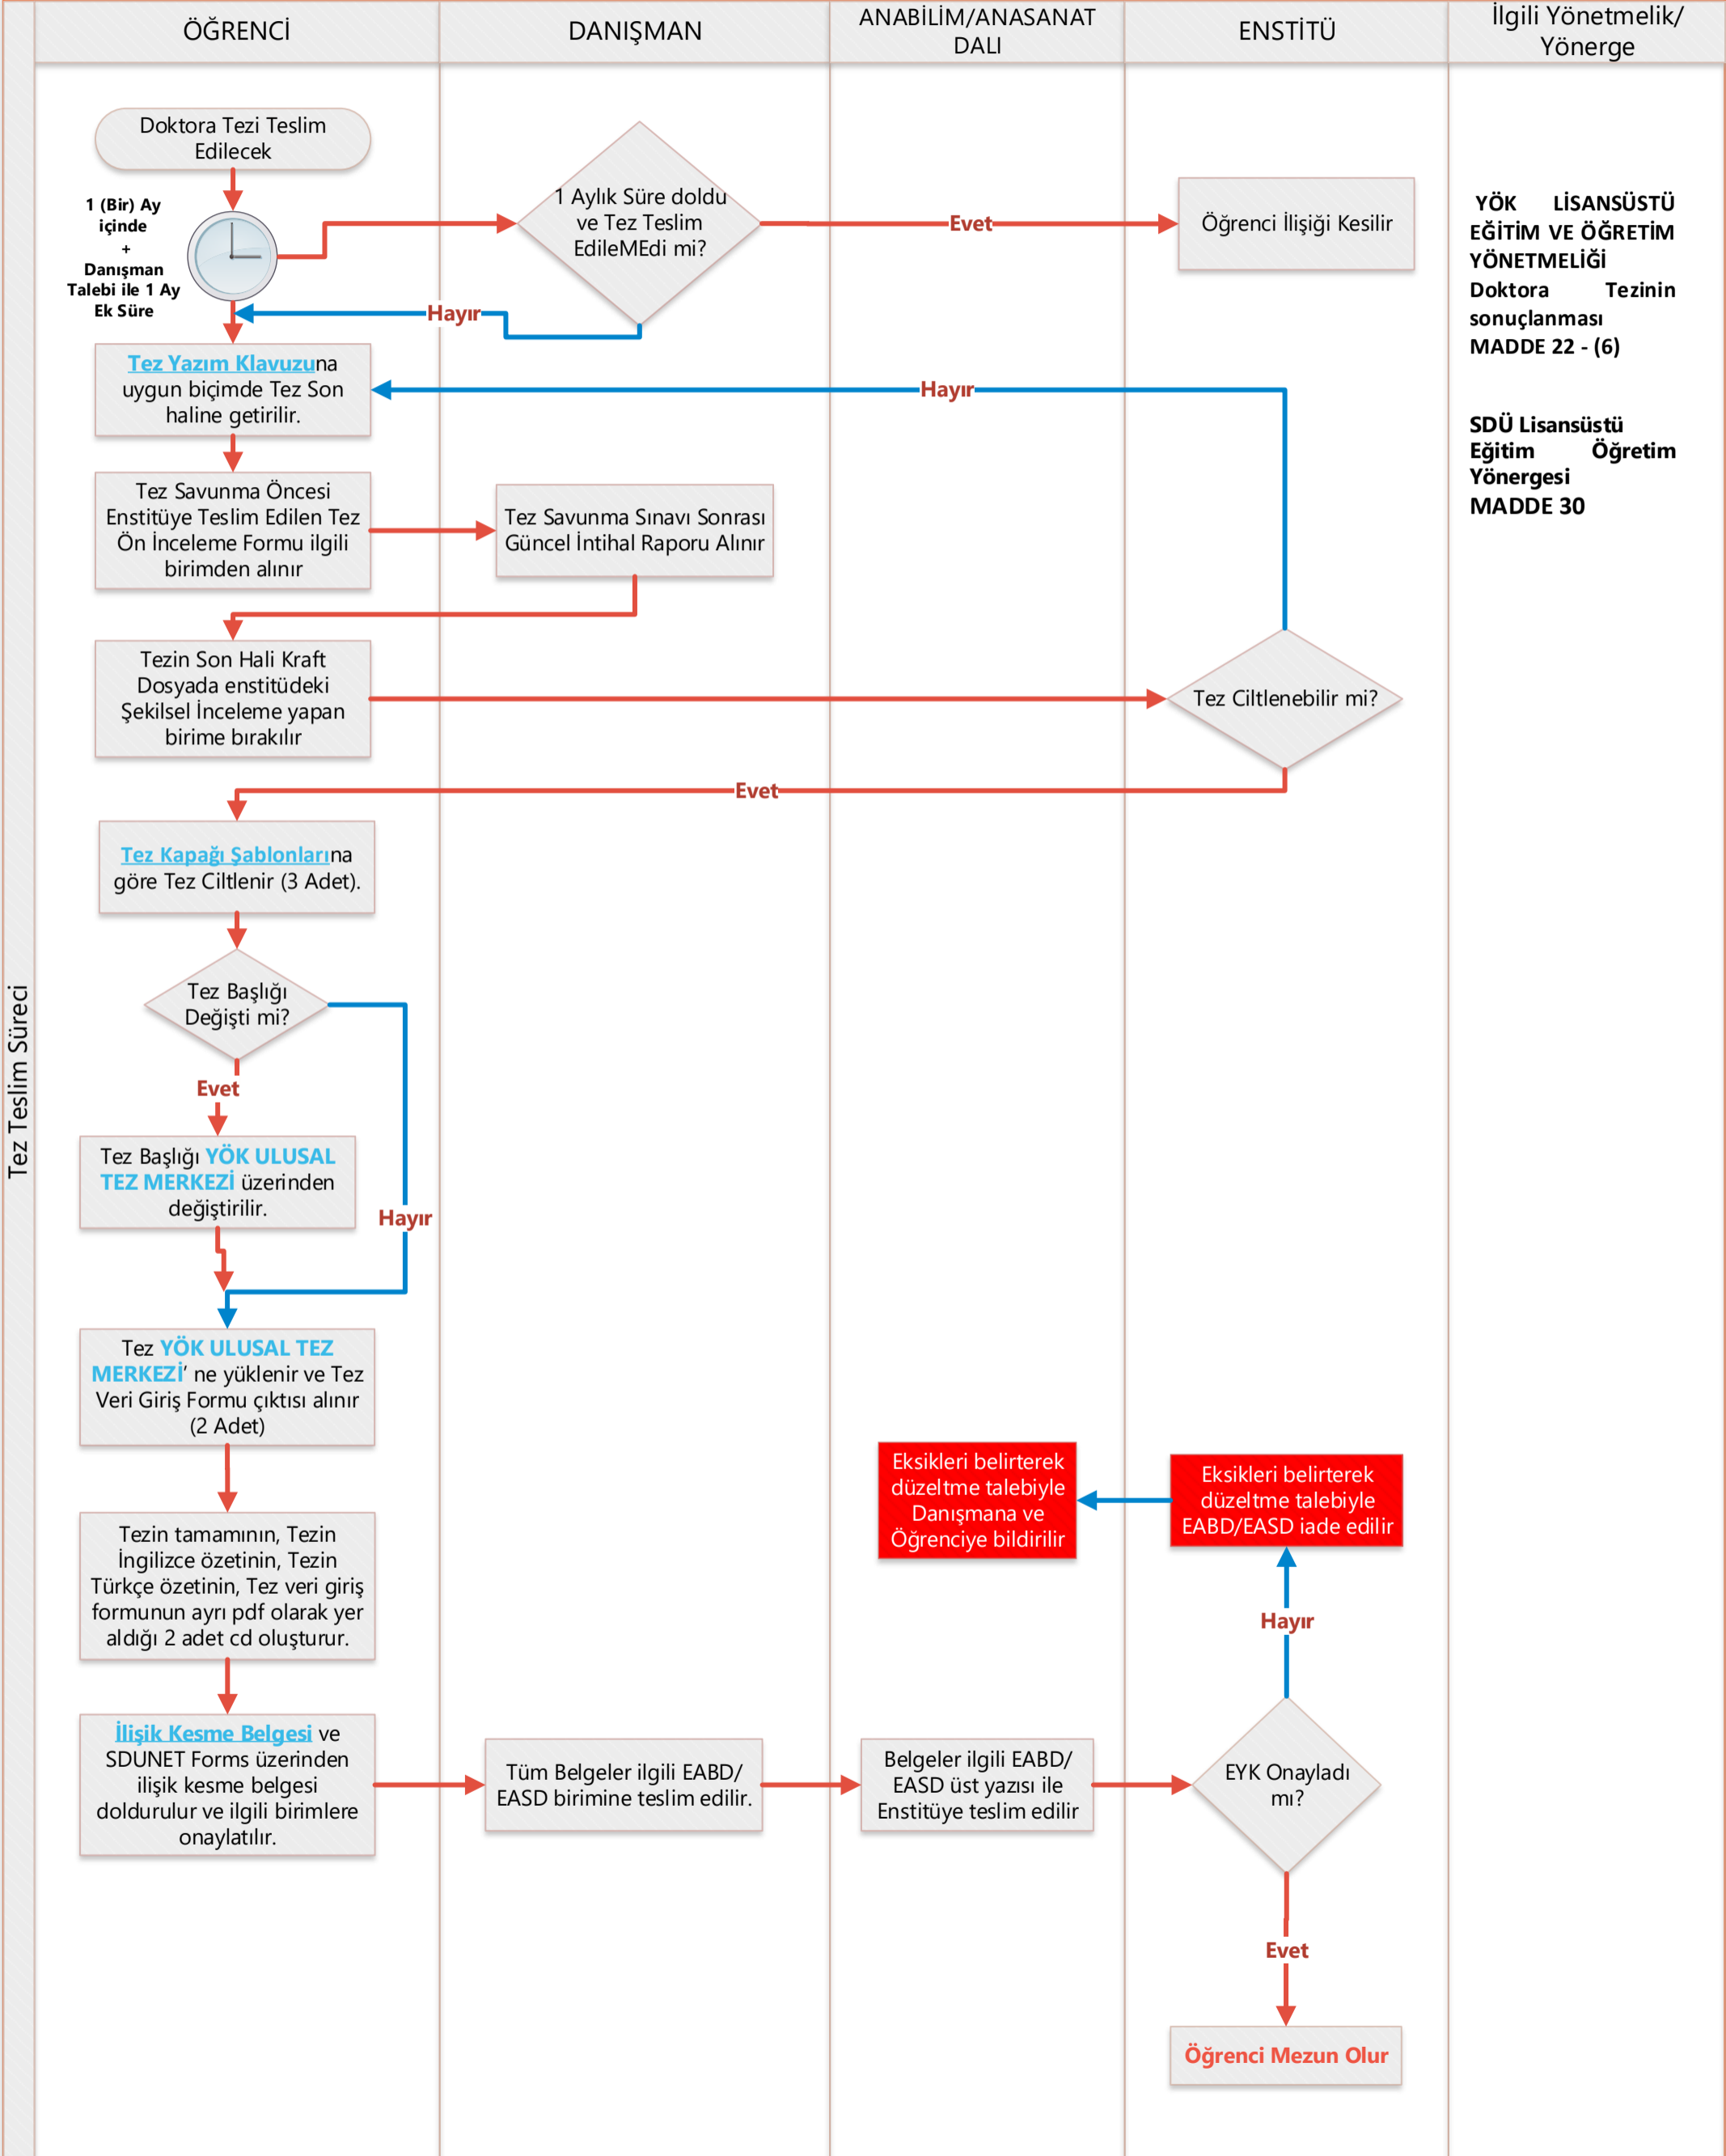 ÖĞRENCİ
DANIŞMAN
ANABİLİM/ANASANAT
DALI
ENSTİTÜ
İlgili Yönetmelik/
Yönerge
Tez Teslim Süreci
Doktora Tezi Teslim
Edilecek
1 (Bir) Ay
içinde
+
Danışman
Talebi ile 1 Ay
Ek Süre
1 Aylık Süre doldu
ve Tez Teslim
EdileMEdi mi?
Evet
Öğrenci İlişiği Kesilir
Hayır
YÖK LİSANSÜSTÜ
EĞİTİM VE ÖĞRETİM
YÖNETMELİĞİ
Doktora Tezinin
sonuçlanması
MADDE 22 - (6)
SDÜ Lisansüstü
Eğitim Öğretim
Yönergesi
MADDE 30
Tez Yazım Klavuzuna
uygun biçimde Tez Son
haline getirilir.
Hayır
Tez Savunma Öncesi
Enstitüye Teslim Edilen Tez
Ön İnceleme Formu ilgili
birimden alınır
Tez Savunma Sınavı Sonrası
Güncel İntihal Raporu Alınır
Tezin Son Hali Kraft
Dosyada enstitüdeki
Şekilsel İnceleme yapan
birime bırakılır
Tez Ciltlenebilir mi?
Evet
Tez Kapağı Şablonlarına
göre Tez Ciltlenir (3 Adet).
Tez Başlığı
Değişti mi?
Evet
Tez Başlığı YÖK ULUSAL
TEZ MERKEZİ üzerinden
değiştirilir.
Hayır
Tez YÖK ULUSAL TEZ
MERKEZİ’ ne yüklenir ve Tez
Veri Giriş Formu çıktısı alınır
(2 Adet)
Tezin tamamının, Tezin
İngilizce özetinin, Tezin
Türkçe özetinin, Tez veri giriş
formunun ayrı pdf olarak yer
aldığı 2 adet cd oluşturur.
Eksikleri belirterek
düzeltme talebiyle
Danışmana ve
Öğrenciye bildirilir
Eksikleri belirterek
düzeltme talebiyle
EABD/EASD iade edilir
Hayır
İlişik Kesme Belgesi ve
SDUNET Forms üzerinden
ilişik kesme belgesi
doldurulur ve ilgili birimlere
onaylatılır.
Tüm Belgeler ilgili EABD/
EASD birimine teslim edilir.
Belgeler ilgili EABD/
EASD üst yazısı ile
Enstitüye teslim edilir
EYK Onayladı
mı?
Evet
Öğrenci Mezun Olur